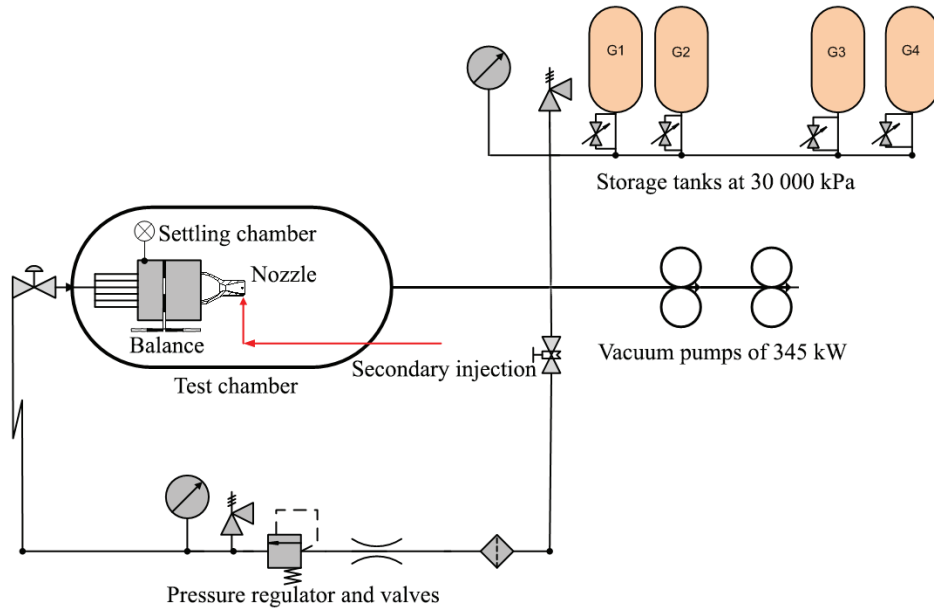 G1
G2
G3
G4
Storage tanks at 30 000 kPa
Settling chamber
Nozzle
Balance
Secondary injection
Vacuum pumps of 345 kW
Test chamber
Pressure regulator and valves